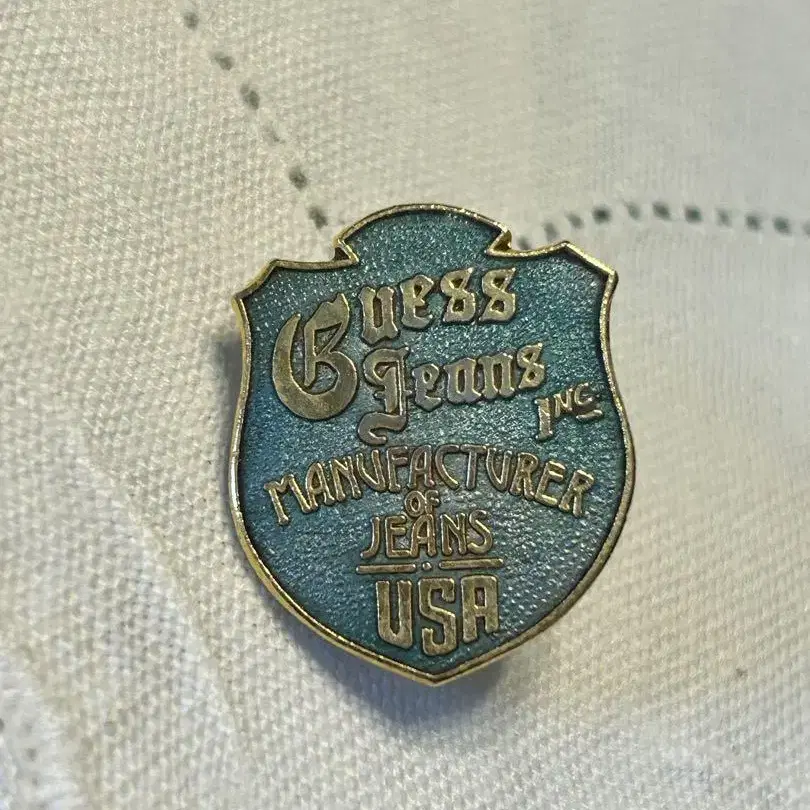 Guess
Jeans
INC
MANUFACTURER
OF
JEANS
USA